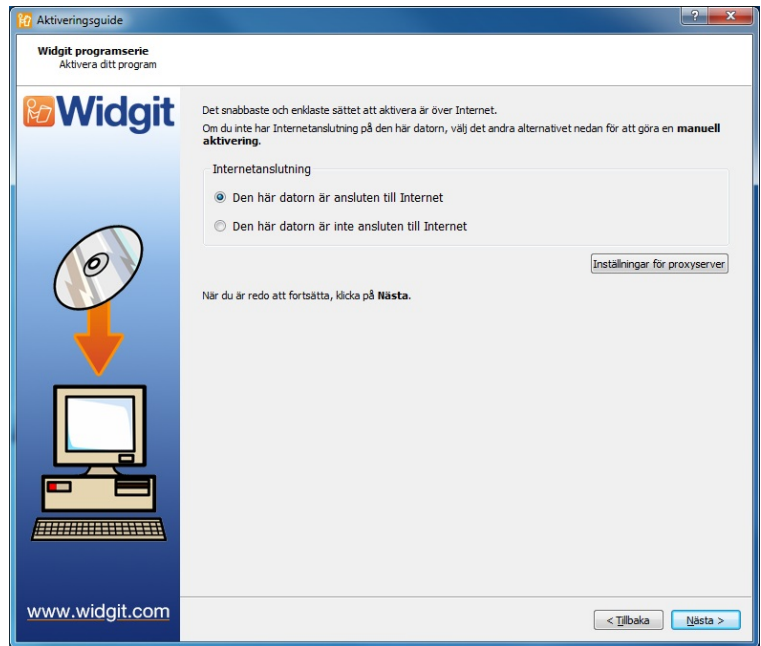 Aktiveringsguide
Widgit programserie
Aktivera ditt program
Widgit
Det snabbaste och enklaste sättet att aktivera är över Internet.
Om du inte har Internetanslutning på den här datorn, välj det andra alternativet nedan för att göra en manuell
aktivering.
Internetanslutning
Den här datorn är ansluten till Internet
Den här datorn är inte ansluten till Internet
Inställningar för proxyserver
När du är redo att fortsätta, klicka på Nästa.
www.widgit.com
< Tillbaka
Nästa >